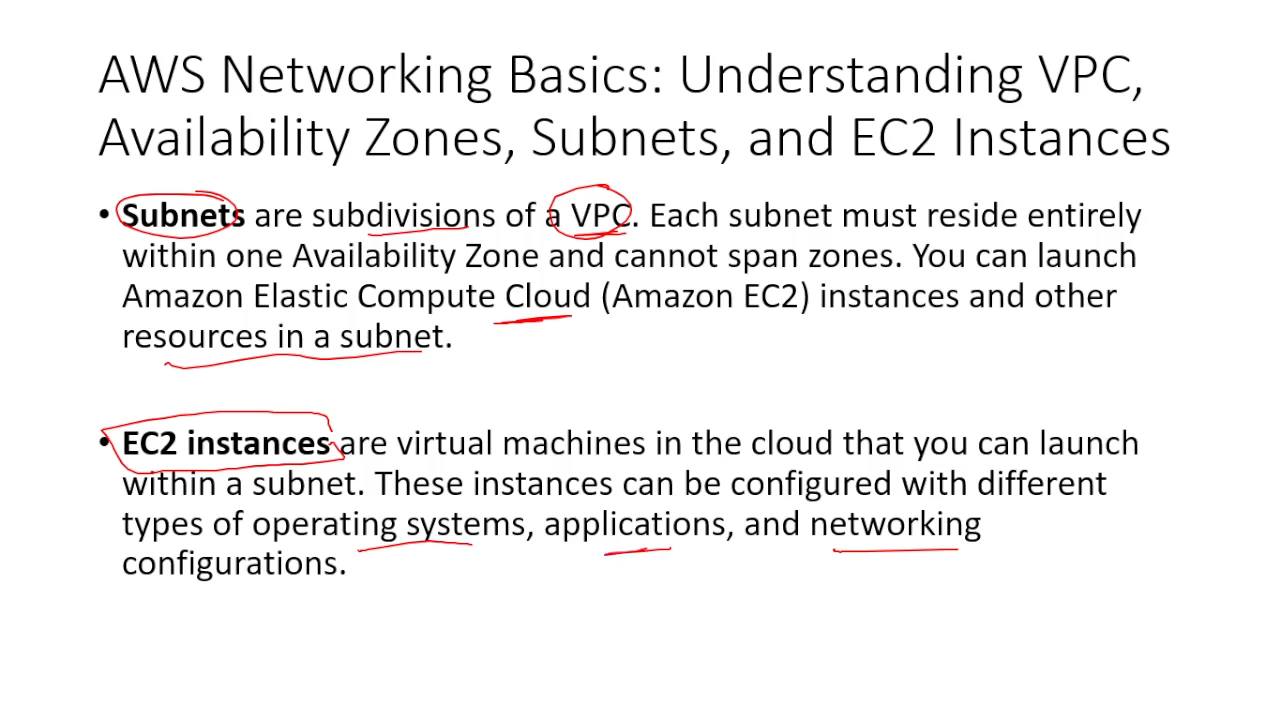 AWS Networking Basics: Understanding VPC,
Availability Zones, Subnets, and EC2 Instances
• Subnets are subdivisions of a VPC. Each subnet must reside entirely
within one Availability Zone and cannot span zones. You can launch
Amazon Elastic Compute Cloud (Amazon EC2) instances and other
resources in a subnet.
• EC2 instances are virtual machines in the cloud that you can launch
within a subnet. These instances can be configured with different
types of operating systems, applications, and networking
configurations.